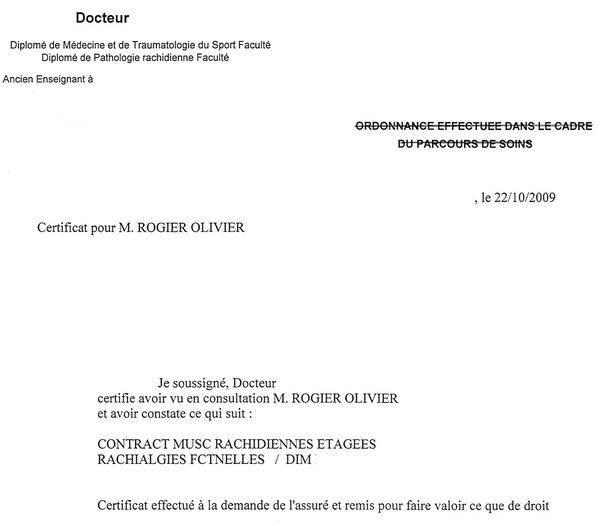 Docteur
Diplomé de Médecine et de Traumatologie du Sport Faculté
Diplomé de Pathologie rachidienne Faculté
Ancien Enseignant à
ORDONNANCE EFFECTUEE DANS LE CADRE
DU PARCOURS DE SOINS
, le 22/10/2009
Certificat pour M. ROGIER OLIVIER
Je soussigné, Docteur
certifie avoir vu en consultation M. ROGIER OLIVIER
et avoir constate ce qui suit :
CONTRACT MUSC RACHIDIENNES ETAGEES
RACHIALGIES FCTNELLES / DIM
Certificat effectué à la demande de l'assuré et remis pour faire valoir ce que de droit